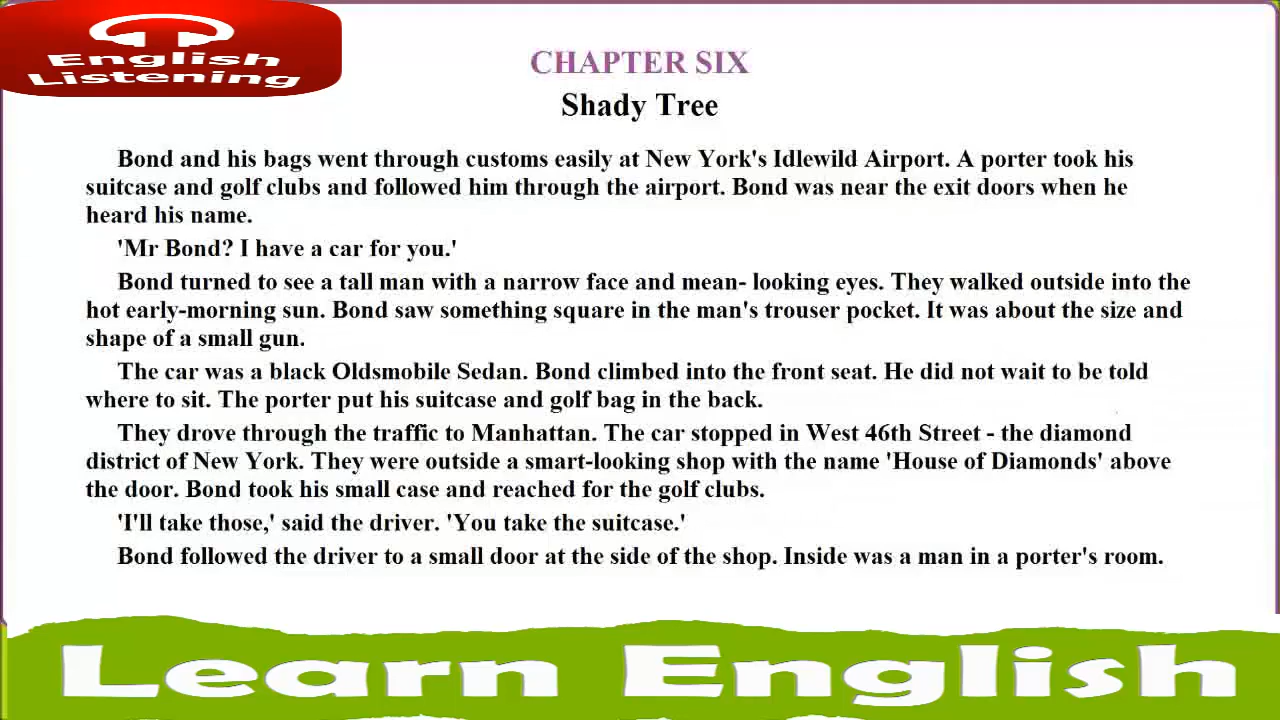 English
Listening
CHAPTER SIX
Shady Tree
Bond and his bags went through customs easily at New York's Idlewild Airport. A porter took his
suitcase and golf clubs and followed him through the airport. Bond was near the exit doors when he
heard his name.
'Mr Bond? I have a car for you.'
Bond turned to see a tall man with a narrow face and mean- looking eyes. They walked outside into the
hot early-morning sun. Bond saw something square in the man's trouser pocket. It was about the size and
shape of a small gun.
The car was a black Oldsmobile Sedan. Bond climbed into the front seat. He did not wait to be told
where to sit. The porter put his suitcase and golf bag in the back.
They drove through the traffic to Manhattan. The car stopped in West 46th Street - the diamond
district of New York. They were outside a smart-looking shop with the name 'House of Diamonds' above
the door. Bond took his small case and reached for the golf clubs.
'I'll take those,' said the driver. 'You take the suitcase.'
Bond followed the driver to a small door at the side of the shop. Inside was a man in a porter's room.
Learn English